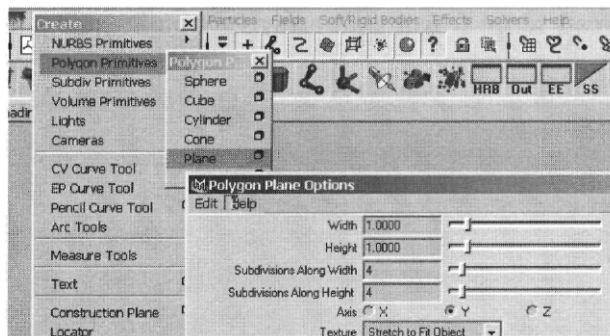 Create
Particles Fields Soft/Rigid Bodies Effects Solvers Help
NURBS Primitives
Polygon Primitives
Subdiv Primitives
Volume Primitives
Lights
Cameras
CV Curve Tool
EP Curve Tool
Pencil Curve Tool
Arc Tools
Measure Tools
Text
Construction Plane
Locator
Polygon P...
Sphere
Cube
Cylinder
Cone
Plane
HRB Out EE SS
Polygon Plane Options
Edit Help
Width 1.0000
Height 1.0000
Subdivisions Along Width 4
Subdivisions Along Height 4
Axis X Y Z
Texture Stretch to Fit Object